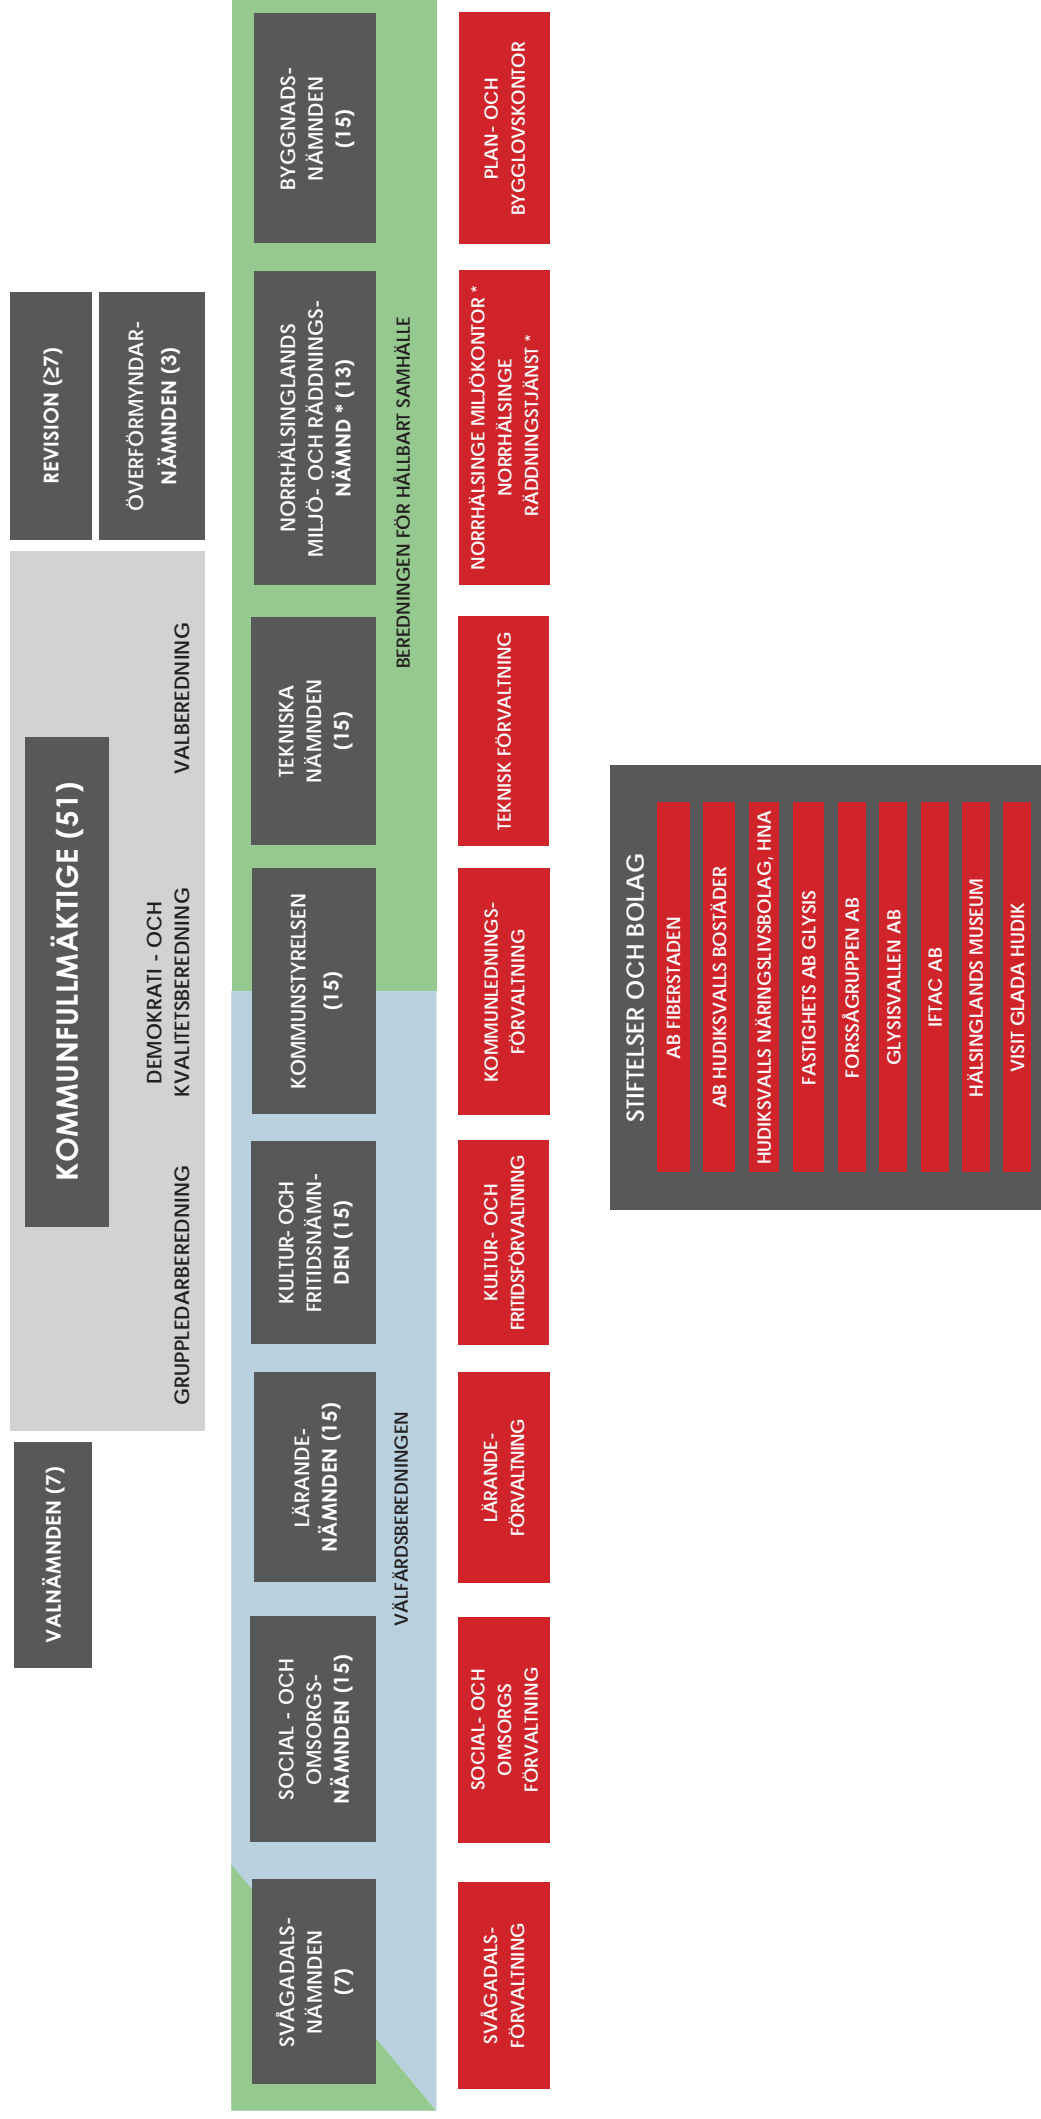 VALNÄMNDEN (7)
KOMMUNFULLMÄKTIGE (51)
GRUPPLEDARBEREDNING
DEMOKRATI - OCH
KVALITETSBEREDNING
VALBEREDNING
REVISION (≥7)
ÖVERFÖRMYNDAR-
NÄMNDEN (3)
SVÅGADALS-
NÄMNDEN
(7)
SOCIAL - OCH
OMSORGS-
NÄMNDEN (15)
LÄRANDE-
NÄMNDEN (15)
KULTUR- OCH
FRITIDSNÄMN-
DEN (15)
KOMMUNSTYRELSEN
(15)
TEKNISKA
NÄMNDEN
(15)
NORRHÄLSINGLANDS
MILJÖ- OCH RÄDDNINGS-
NÄMND * (13)
BYGGNADS-
NÄMNDEN
(15)
VÄLFÄRDSBEREDNINGEN
BEREDNINGEN FÖR HÅLLBART SAMHÄLLE
SVÅGADALS-
FÖRVALTNING
SOCIAL- OCH
OMSORGS
FÖRVALTNING
LÄRANDE-
FÖRVALTNING
KULTUR- OCH
FRITIDSFÖRVALTNING
KOMMUNLEDNINGS-
FÖRVALTNING
TEKNISK FÖRVALTNING
NORRHÄLSINGE MILJÖKONTOR *
NORRHÄLSINGE
RÄDDNINGSTJÄNST *
PLAN- OCH
BYGGLOVSKONTOR
STIFTELSER OCH BOLAG
AB FIBERSTADEN
AB HUDIKSVALLS BOSTÄDER
HUDIKSVALLS NÄRINGSLIVSBOLAG, HNA
FASTIGHETS AB GLYSIS
FORSSÅGRUPPEN AB
GLYSISVALLEN AB
IFTAC AB
HÄLSINGLANDS MUSEUM
VISIT GLADA HUDIK